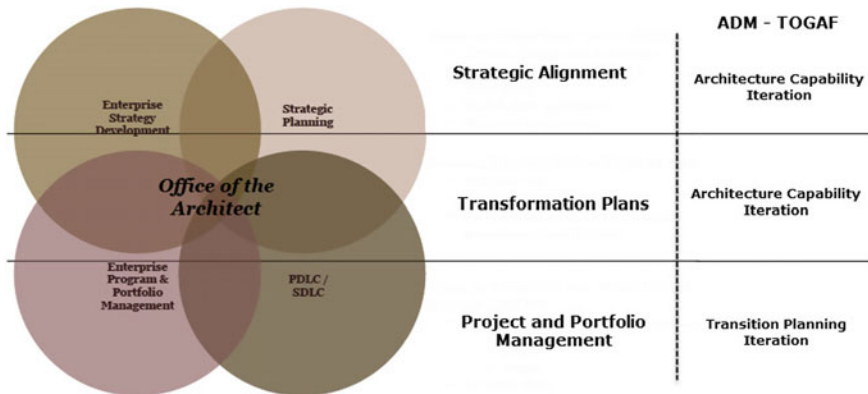 ADM - TOGAF
Enterprise
Strategy
Development
Strategic
Planning
Strategic Alignment
Architecture Capability
Iteration
Office of the
Architect
Transformation Plans
Architecture Capability
Iteration
Enterprise
Program &
Portfolio
Management
PDLC /
SDLC
Project and Portfolio
Management
Transition Planning
Iteration